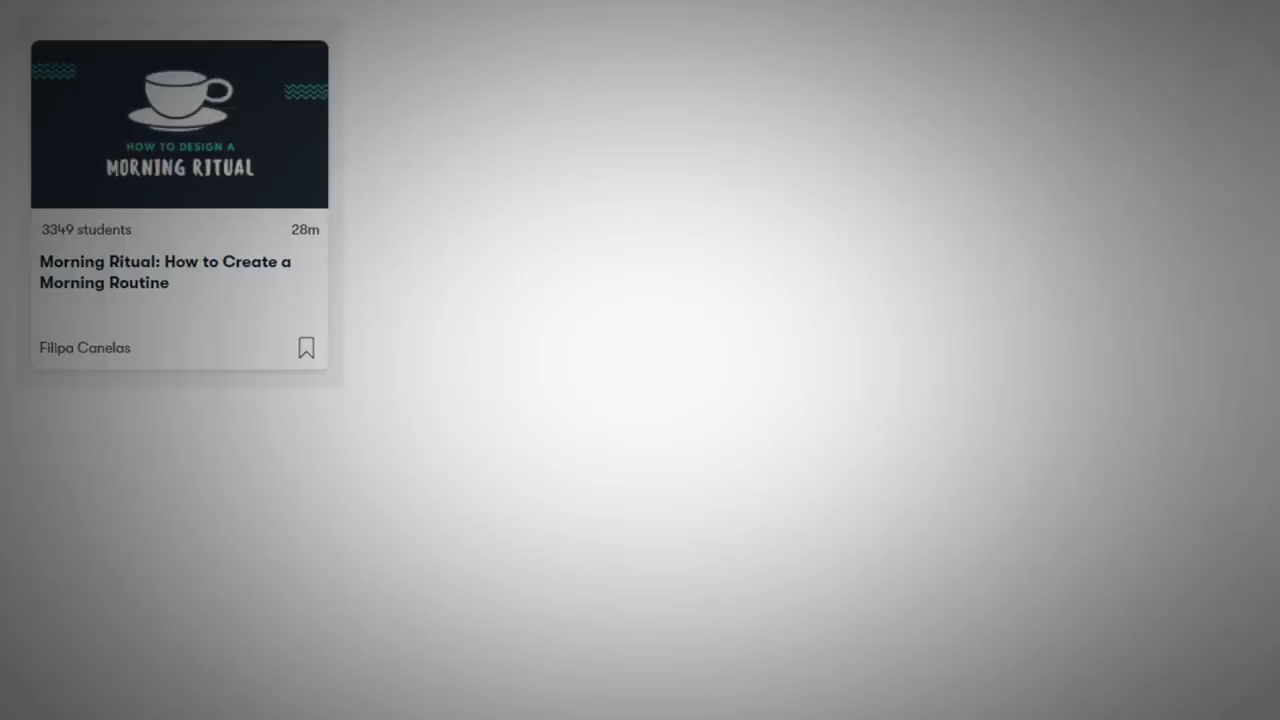 HOW TO DESIGN A
MORNING RITUAL
3349 students 28m
Morning Ritual: How to Create a
Morning Routine
Filipa Canelas